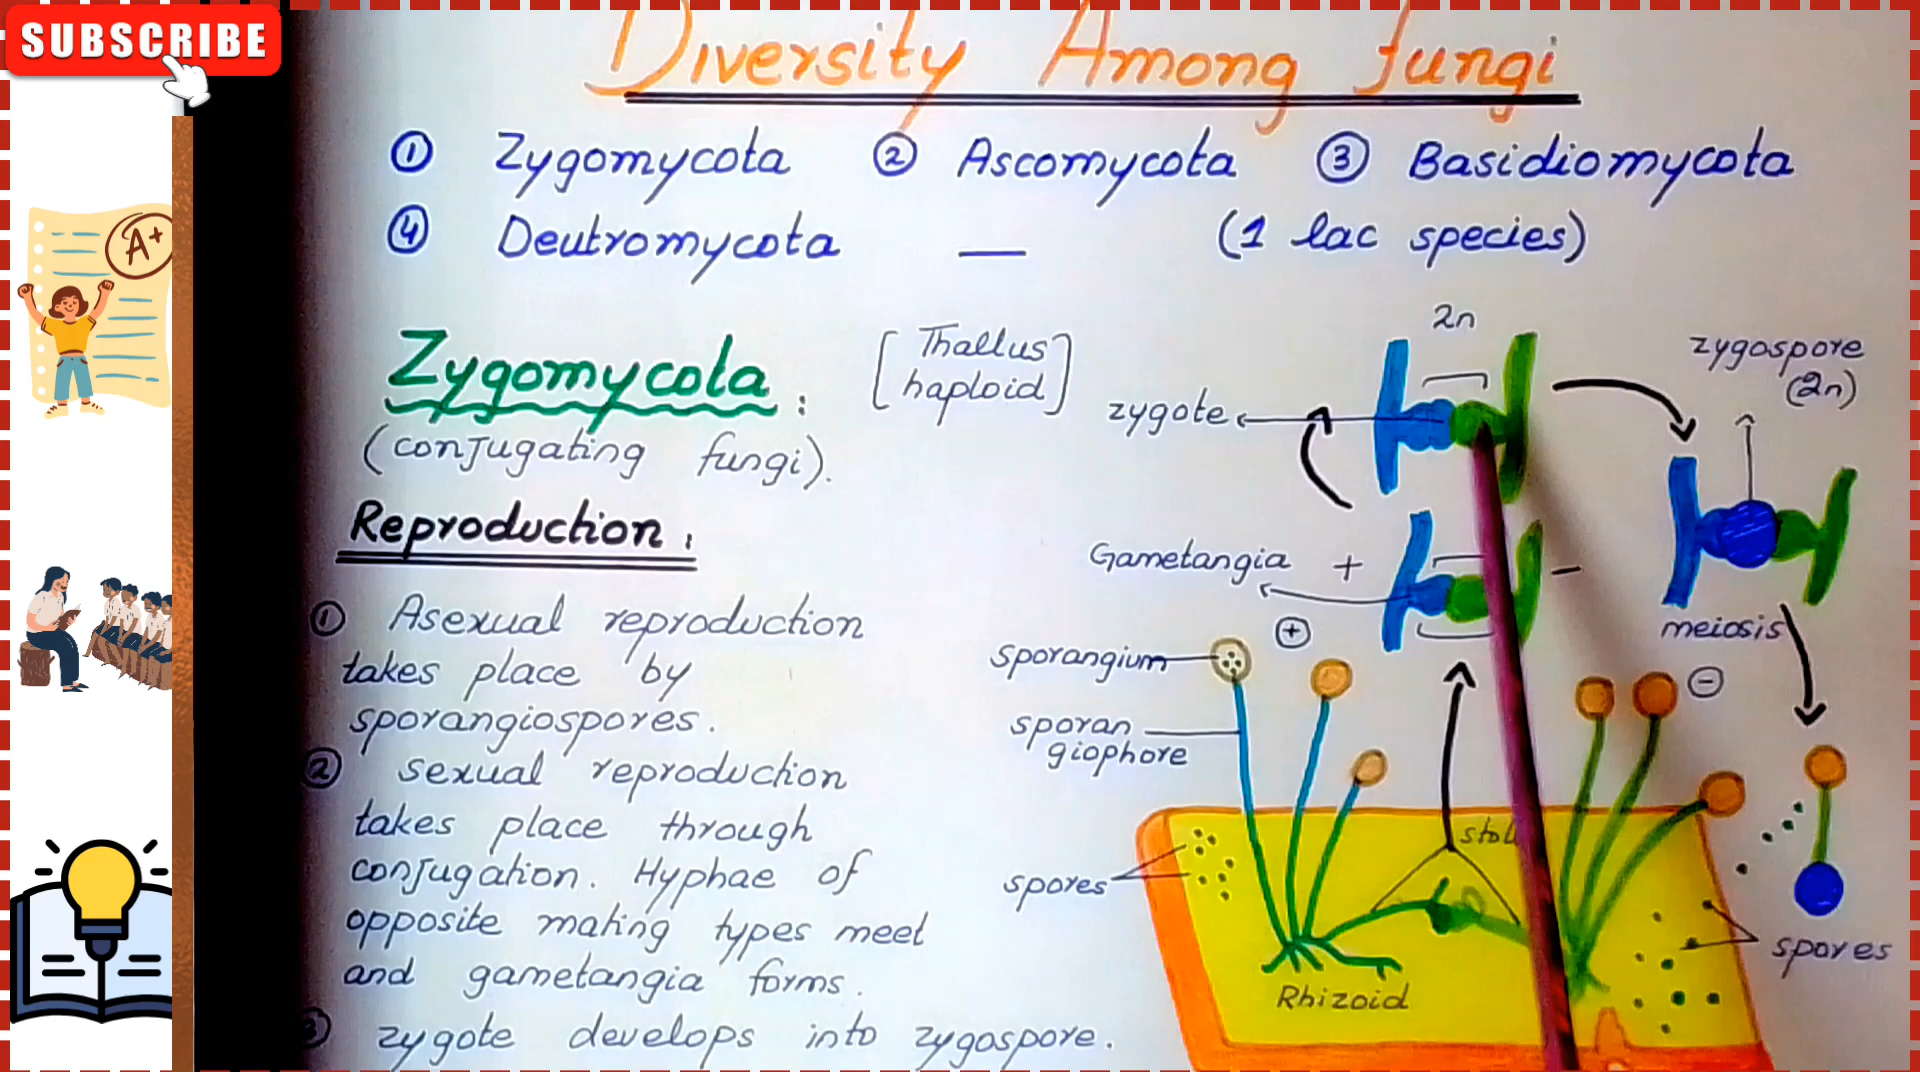 SUBSCRIBE
Diversity Among fungi
① Zygomycota ② Ascomycota ③ Basidiomycota
④ Deutromycota — (1 lac species)
A+
Zygomycota :
[Thallus
haploid]
(conjugating fungi).
Reproduction :
① Asexual reproduction
takes place by
sporangiospores.
② sexual reproduction
takes place through
conjugation. Hyphae of
opposite mating types meet
and gametangia forms.
zygote develops into zygospore.
2n
zygote
zygospore
(2n)
Gametangia + −
meiosis
sporangium ⊕
⊖
sporan
giophore
spores
Rhizoid
spores